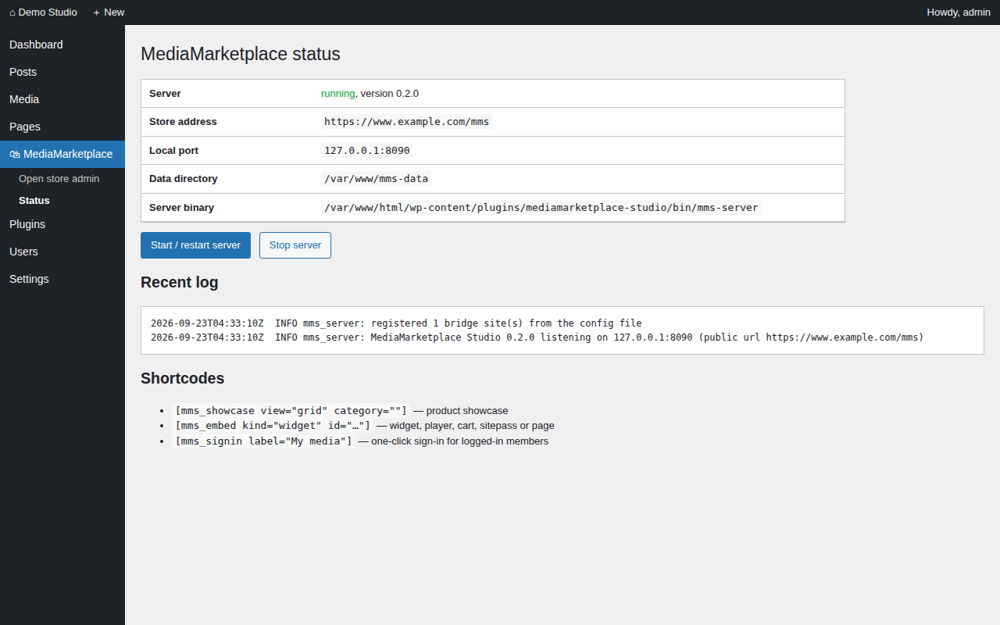 ⌂ Demo Studio + New Howdy, admin
Dashboard
Posts
Media
Pages
🛍 MediaMarketplace
Open store admin
Status
Plugins
Users
Settings
MediaMarketplace status
Server running, version 0.2.0
Store address https://www.example.com/mms
Local port 127.0.0.1:8090
Data directory /var/www/mms-data
Server binary /var/www/html/wp-content/plugins/mediamarketplace-studio/bin/mms-server
Start / restart server Stop server
Recent log
2026-09-23T04:33:10Z  INFO mms_server: registered 1 bridge site(s) from the config file
2026-09-23T04:33:10Z  INFO mms_server: MediaMarketplace Studio 0.2.0 listening on 127.0.0.1:8090 (public url https://www.example.com/mms)
Shortcodes
• [mms_showcase view="grid" category=""] — product showcase
• [mms_embed kind="widget" id="…"] — widget, player, cart, sitepass or page
• [mms_signin label="My media"] — one-click sign-in for logged-in members